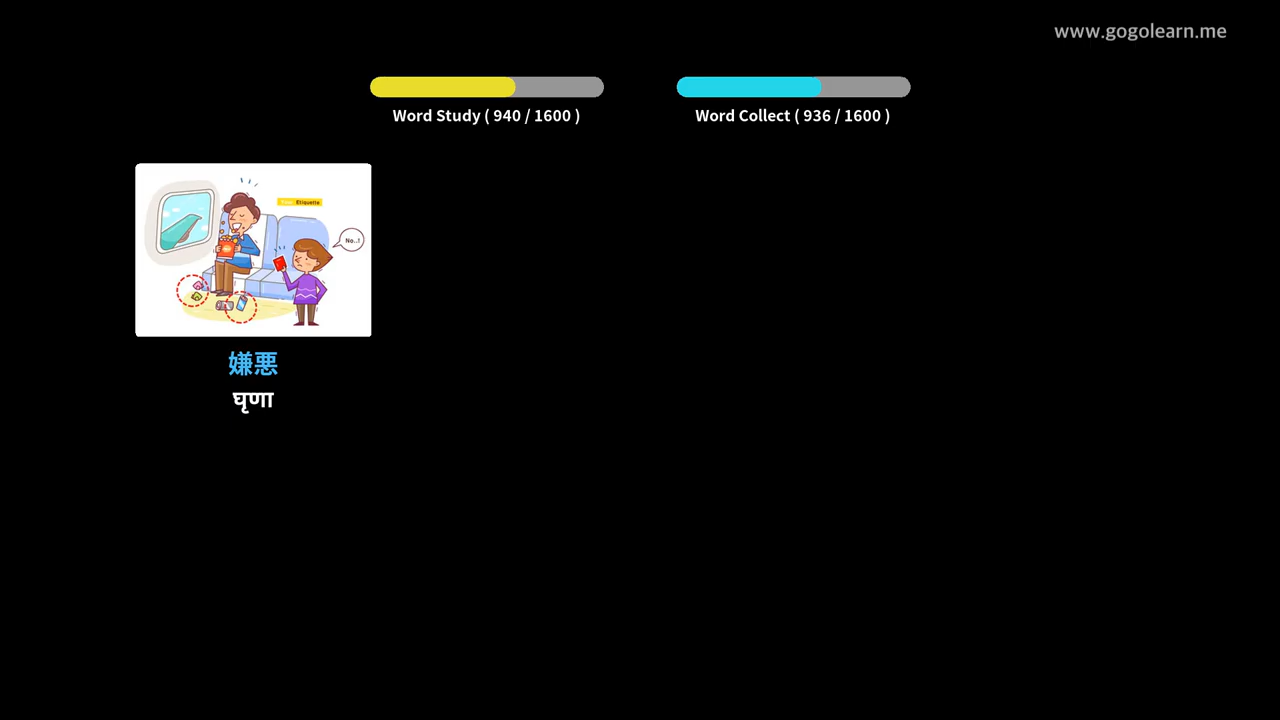 www.gogolearn.me
Word Study ( 940 / 1600 )
Word Collect ( 936 / 1600 )
Etiquette
No..!
嫌悪
घृणा